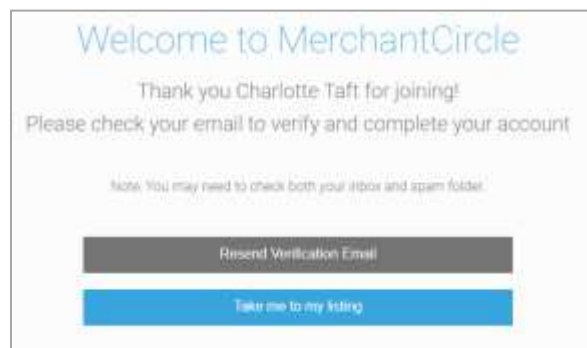 Welcome to MerchantCircle
Thank you Charlotte Taft for joining!
Please check your email to verify and complete your account
Note: You may need to check both your inbox and spam folder.
Resend Verification Email
Take me to my listing